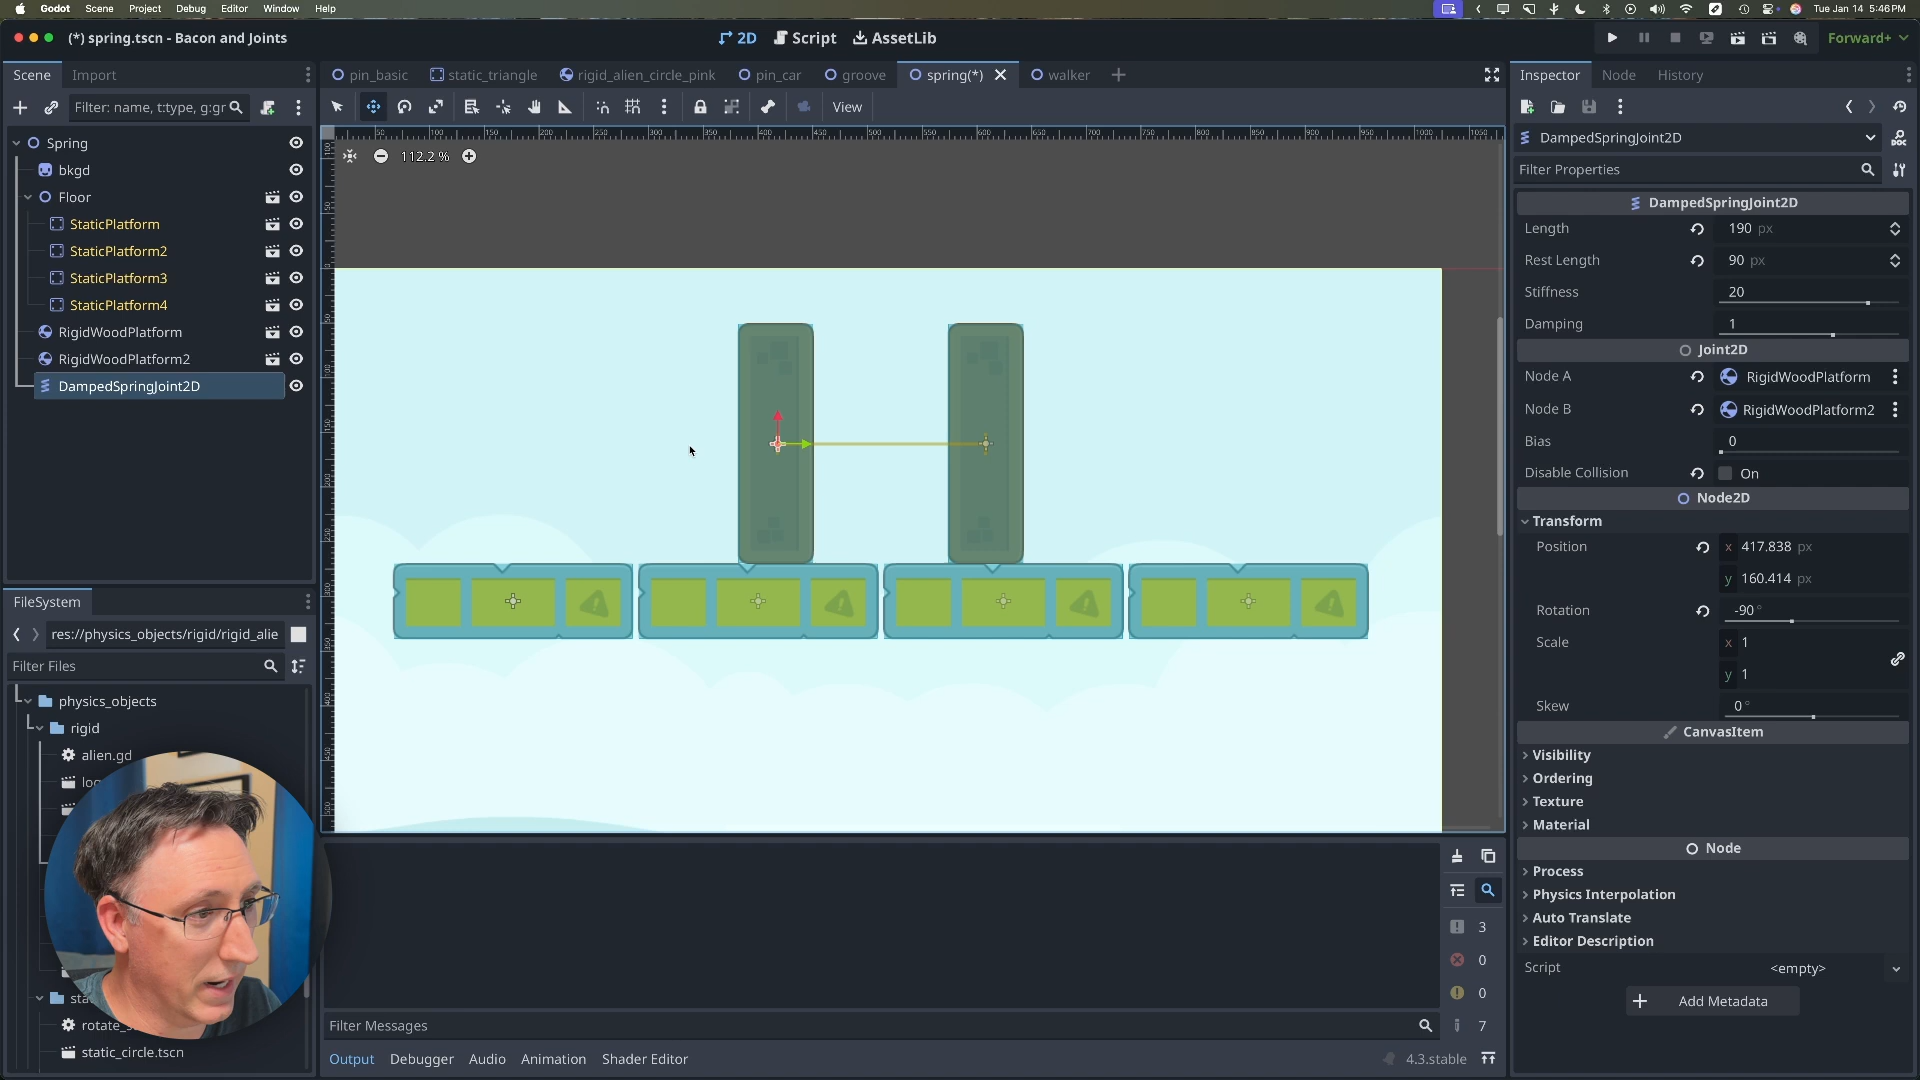 Godot Scene Project Debug Editor Window Help
Tue Jan 14 5:46 PM
(*) spring.tscn - Bacon and Joints
2D Script AssetLib
Forward+
Scene Import
pin_basic static_triangle rigid_alien_circle_pink pin_car groove spring(*) walker
Inspector Node History
Filter: name, t:type, g:gr
View
112.2 %
Spring
bkgd
Floor
StaticPlatform
StaticPlatform2
StaticPlatform3
StaticPlatform4
RigidWoodPlatform
RigidWoodPlatform2
DampedSpringJoint2D
FileSystem
res://physics_objects/rigid/rigid_alie
Filter Files
physics_objects
rigid
alien.gd
static_circle.tscn
DampedSpringJoint2D
Filter Properties
DampedSpringJoint2D
Length 190 px
Rest Length 90 px
Stiffness 20
Damping 1
Joint2D
Node A RigidWoodPlatform
Node B RigidWoodPlatform2
Bias 0
Disable Collision On
Node2D
Transform
Position x 417.838 px
y 160.414 px
Rotation -90 °
Scale x 1
y 1
Skew 0 °
CanvasItem
Visibility
Ordering
Texture
Material
Node
Process
Physics Interpolation
Auto Translate
Editor Description
Script <empty>
Add Metadata
3
0
0
7
Filter Messages
Output Debugger Audio Animation Shader Editor
4.3.stable